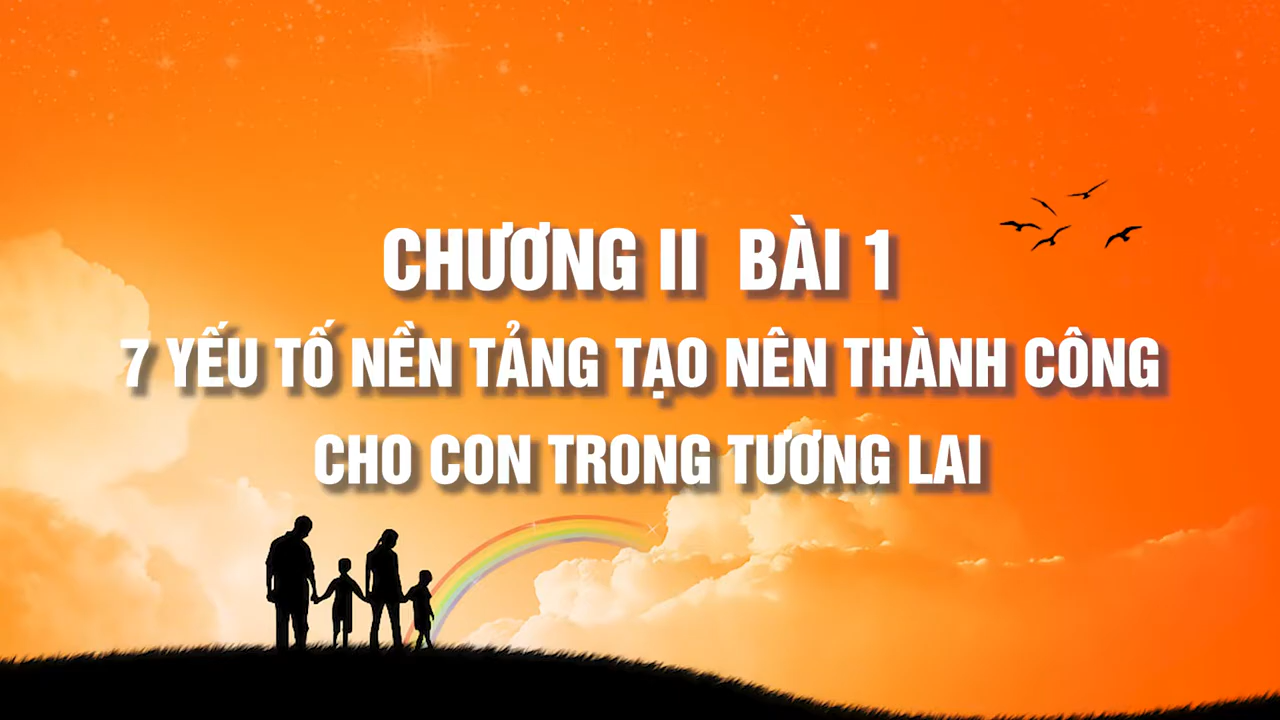 CHƯƠNG II BÀI 1
7 YẾU TỐ NỀN TẢNG TẠO NÊN THÀNH CÔNG
CHO CON TRONG TƯƠNG LAI